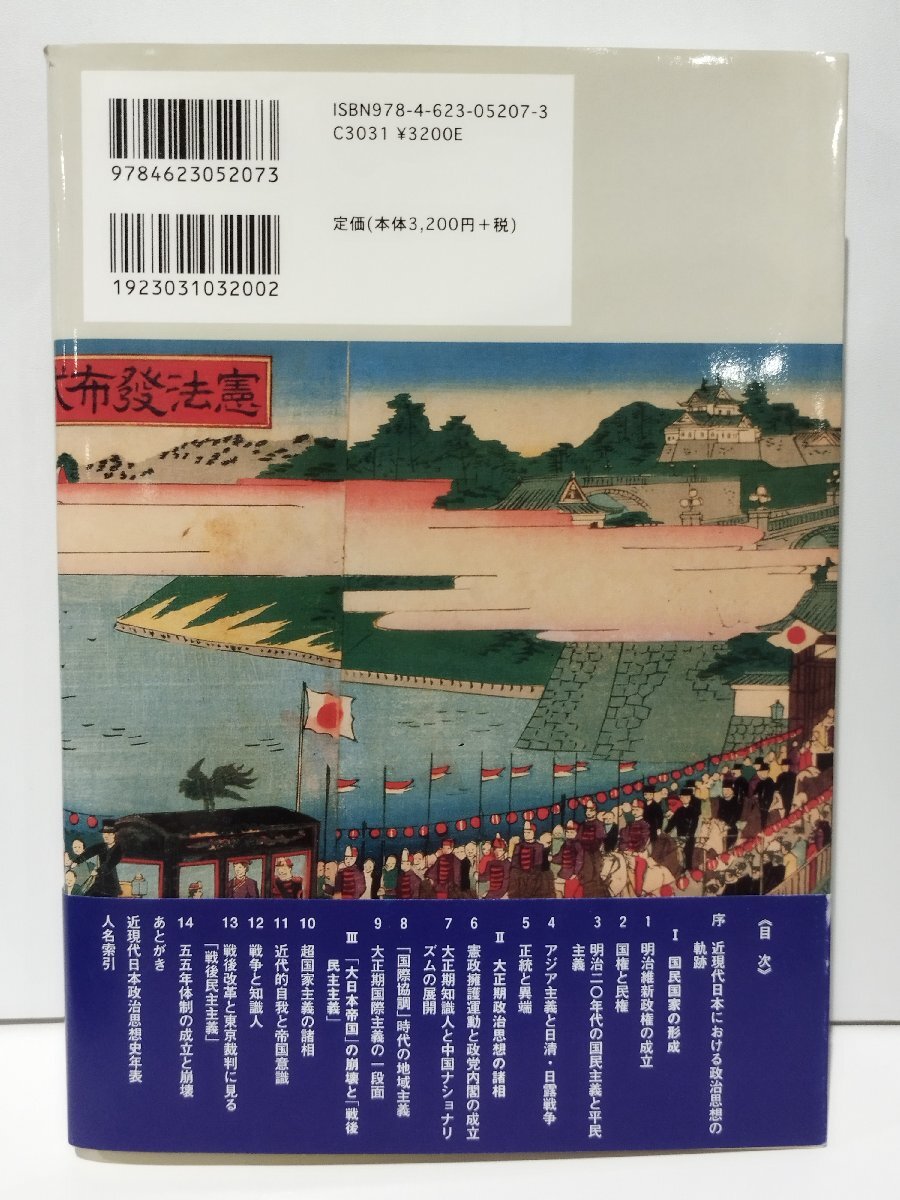 ISBN978-4-623-05207-3
C3031 ¥3200E
9784623052073
定価(本体3,200円+税)
1923031032002
憲法發布式
《目 次》
序 近現代日本における政治思想の
軌跡
Ⅰ 国民国家の形成
1 明治維新政権の成立
2 国権と民権
3 明治二〇年代の国民主義と平民
主義
4 アジア主義と日清・日露戦争
5 正統と異端
Ⅱ 大正期政治思想の諸相
6 憲政擁護運動と政党内閣の成立
7 大正期知識人と中国ナショナリ
ズムの展開
8 「国際協調」時代の地域主義
9 大正期国際主義の一段面
Ⅲ 「大日本帝国」の崩壊と「戦後
民主主義」
10 超国家主義の諸相
11 近代的自我と帝国意識
12 戦争と知識人
13 戦後改革と東京裁判に見る
「戦後民主主義」
14 五五年体制の成立と崩壊
あとがき
近現代日本政治思想史年表
人名索引